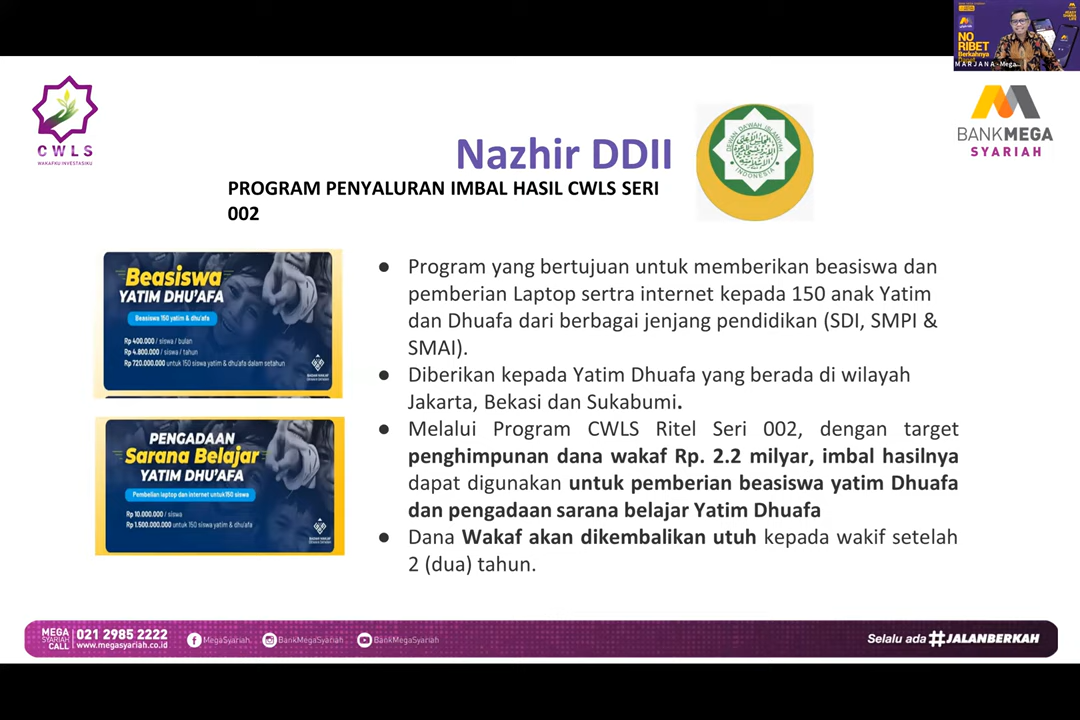 NO
RIBET
Berkahnya
MARJANA - Mega...
CWLS
WAKAFKU INVESTASIKU
BANKMEGA
SYARIAH
Nazhir DDII
DEWAN DA'WAH ISLAMIYAH
INDONESIA
PROGRAM PENYALURAN IMBAL HASIL CWLS SERI
002
Beasiswa
YATIM DHU'AFA
Beasiswa 150 yatim & dhu'afa
Rp 400.000 / siswa / bulan
Rp 4.800.000 / siswa / tahun
Rp 720.000.000 untuk 150 siswa yatim & dhu'afa dalam setahun
PENGADAAN
Sarana Belajar
YATIM DHU'AFA
Pembelian laptop dan internet untuk 150 siswa
Rp 10.000.000 / siswa
Rp 1.500.000.000 untuk 150 siswa yatim & dhu'afa
● Program yang bertujuan untuk memberikan beasiswa dan
pemberian Laptop sertra internet kepada 150 anak Yatim
dan Dhuafa dari berbagai jenjang pendidikan (SDI, SMPI &
SMAI).
● Diberikan kepada Yatim Dhuafa yang berada di wilayah
Jakarta, Bekasi dan Sukabumi.
● Melalui Program CWLS Ritel Seri 002, dengan target
penghimpunan dana wakaf Rp. 2.2 milyar, imbal hasilnya
dapat digunakan untuk pemberian beasiswa yatim Dhuafa
dan pengadaan sarana belajar Yatim Dhuafa
● Dana Wakaf akan dikembalikan utuh kepada wakif setelah
2 (dua) tahun.
MEGA
SYARIAH
CALL
021 2985 2222
www.megasyariah.co.id
MegaSyariah.
BankMegaSyariah
BankMegaSyariah
Selalu ada #JALANBERKAH